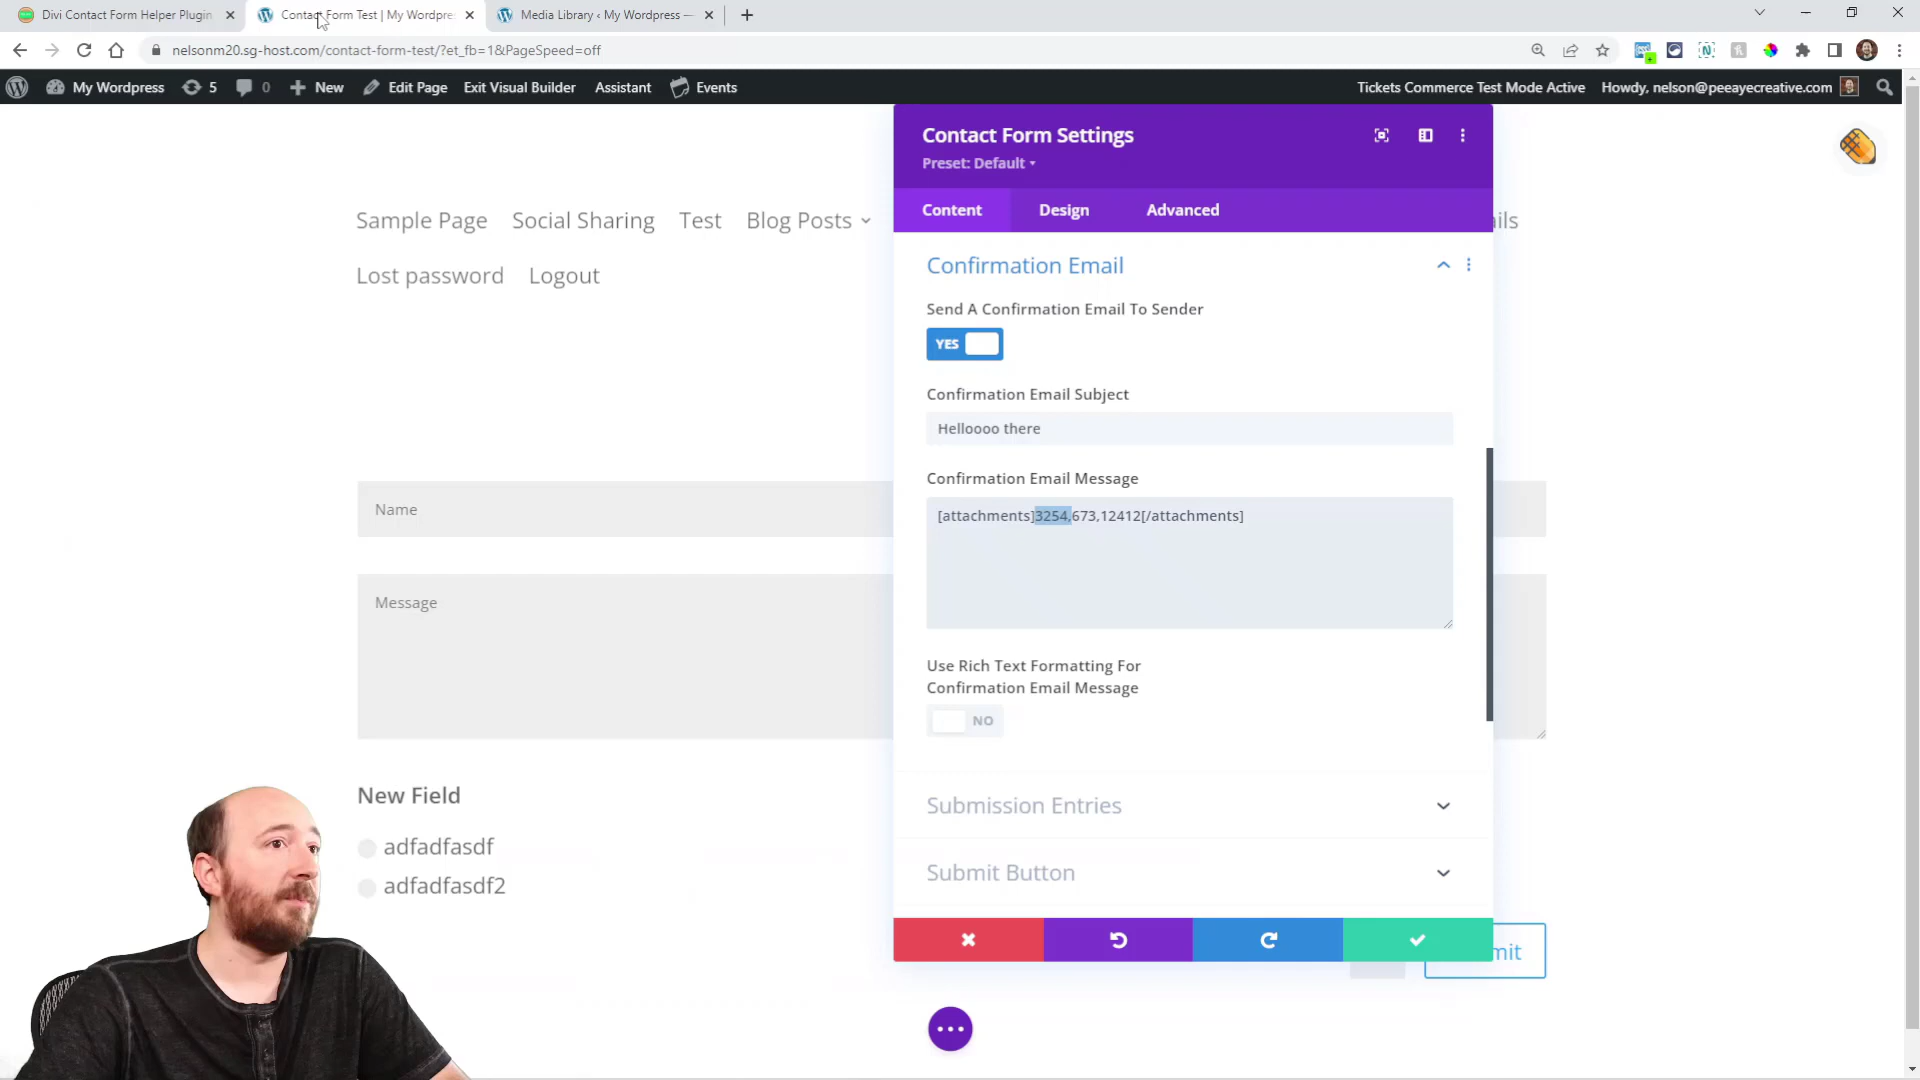 Divi Contact Form Helper Plugin
Contact Form Test | My Wordpre
Media Library ‹ My Wordpress —
nelsonm20.sg-host.com/contact-form-test/?et_fb=1&PageSpeed=off
My Wordpress 5 0 New Edit Page Exit Visual Builder Assistant Events Tickets Commerce Test Mode Active Howdy, nelson@peeayecreative.com
Contact Form Settings
Preset: Default
Content Design Advanced
Sample Page Social Sharing Test Blog Posts ails
Lost password Logout
Confirmation Email
Send A Confirmation Email To Sender
YES
Confirmation Email Subject
Helloooo there
Confirmation Email Message
[attachments]3254,673,12412[/attachments]
Name
Message
Use Rich Text Formatting For
Confirmation Email Message
NO
New Field
adfadfasdf
adfadfasdf2
Submission Entries
Submit Button
mit